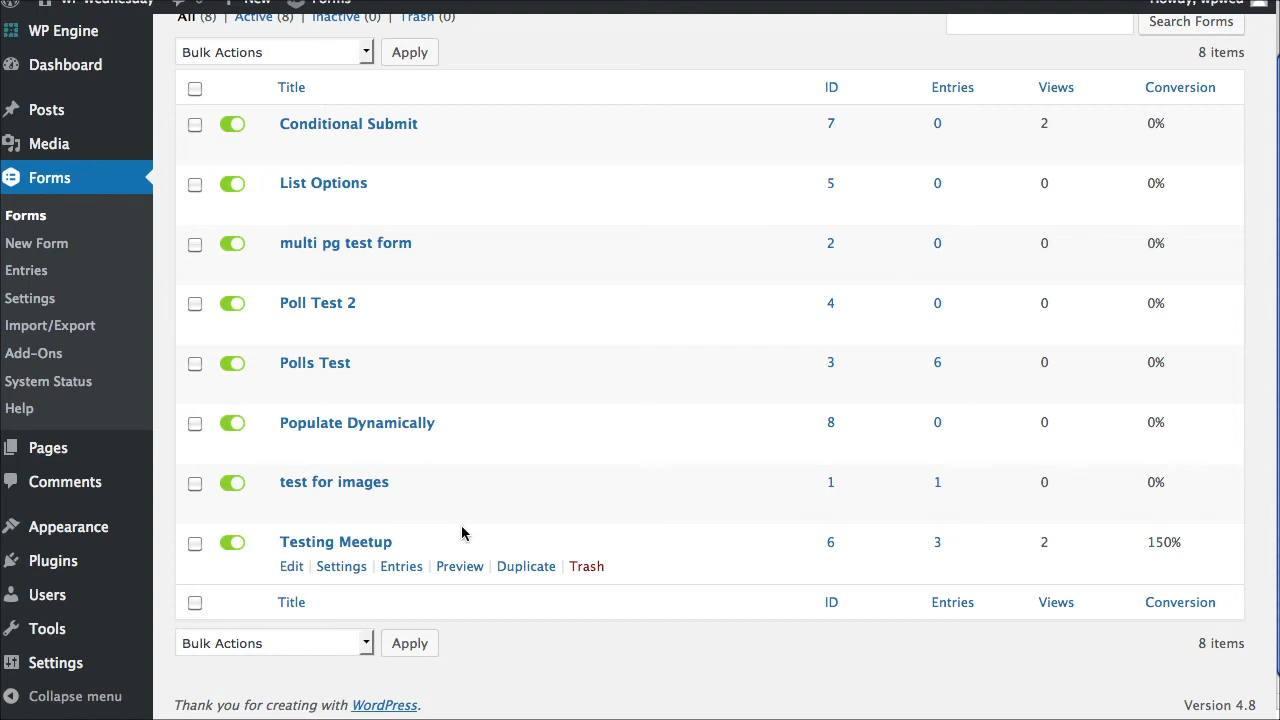 WP Wednesday New Forms Howdy, wpwed
All (8) | Active (8) | Inactive (0) | Trash (0)
WP Engine
Dashboard
Posts
Media
Forms
Forms
New Form
Entries
Settings
Import/Export
Add-Ons
System Status
Help
Pages
Comments
Appearance
Plugins
Users
Tools
Settings
Collapse menu
Search Forms
Bulk Actions Apply 8 items
Title ID Entries Views Conversion
Conditional Submit 7 0 2 0%
List Options 5 0 0 0%
multi pg test form 2 0 0 0%
Poll Test 2 4 0 0 0%
Polls Test 3 6 0 0%
Populate Dynamically 8 0 0 0%
test for images 1 1 0 0%
Testing Meetup 6 3 2 150%
Edit | Settings | Entries | Preview | Duplicate | Trash
Title ID Entries Views Conversion
Bulk Actions Apply 8 items
Thank you for creating with WordPress. Version 4.8